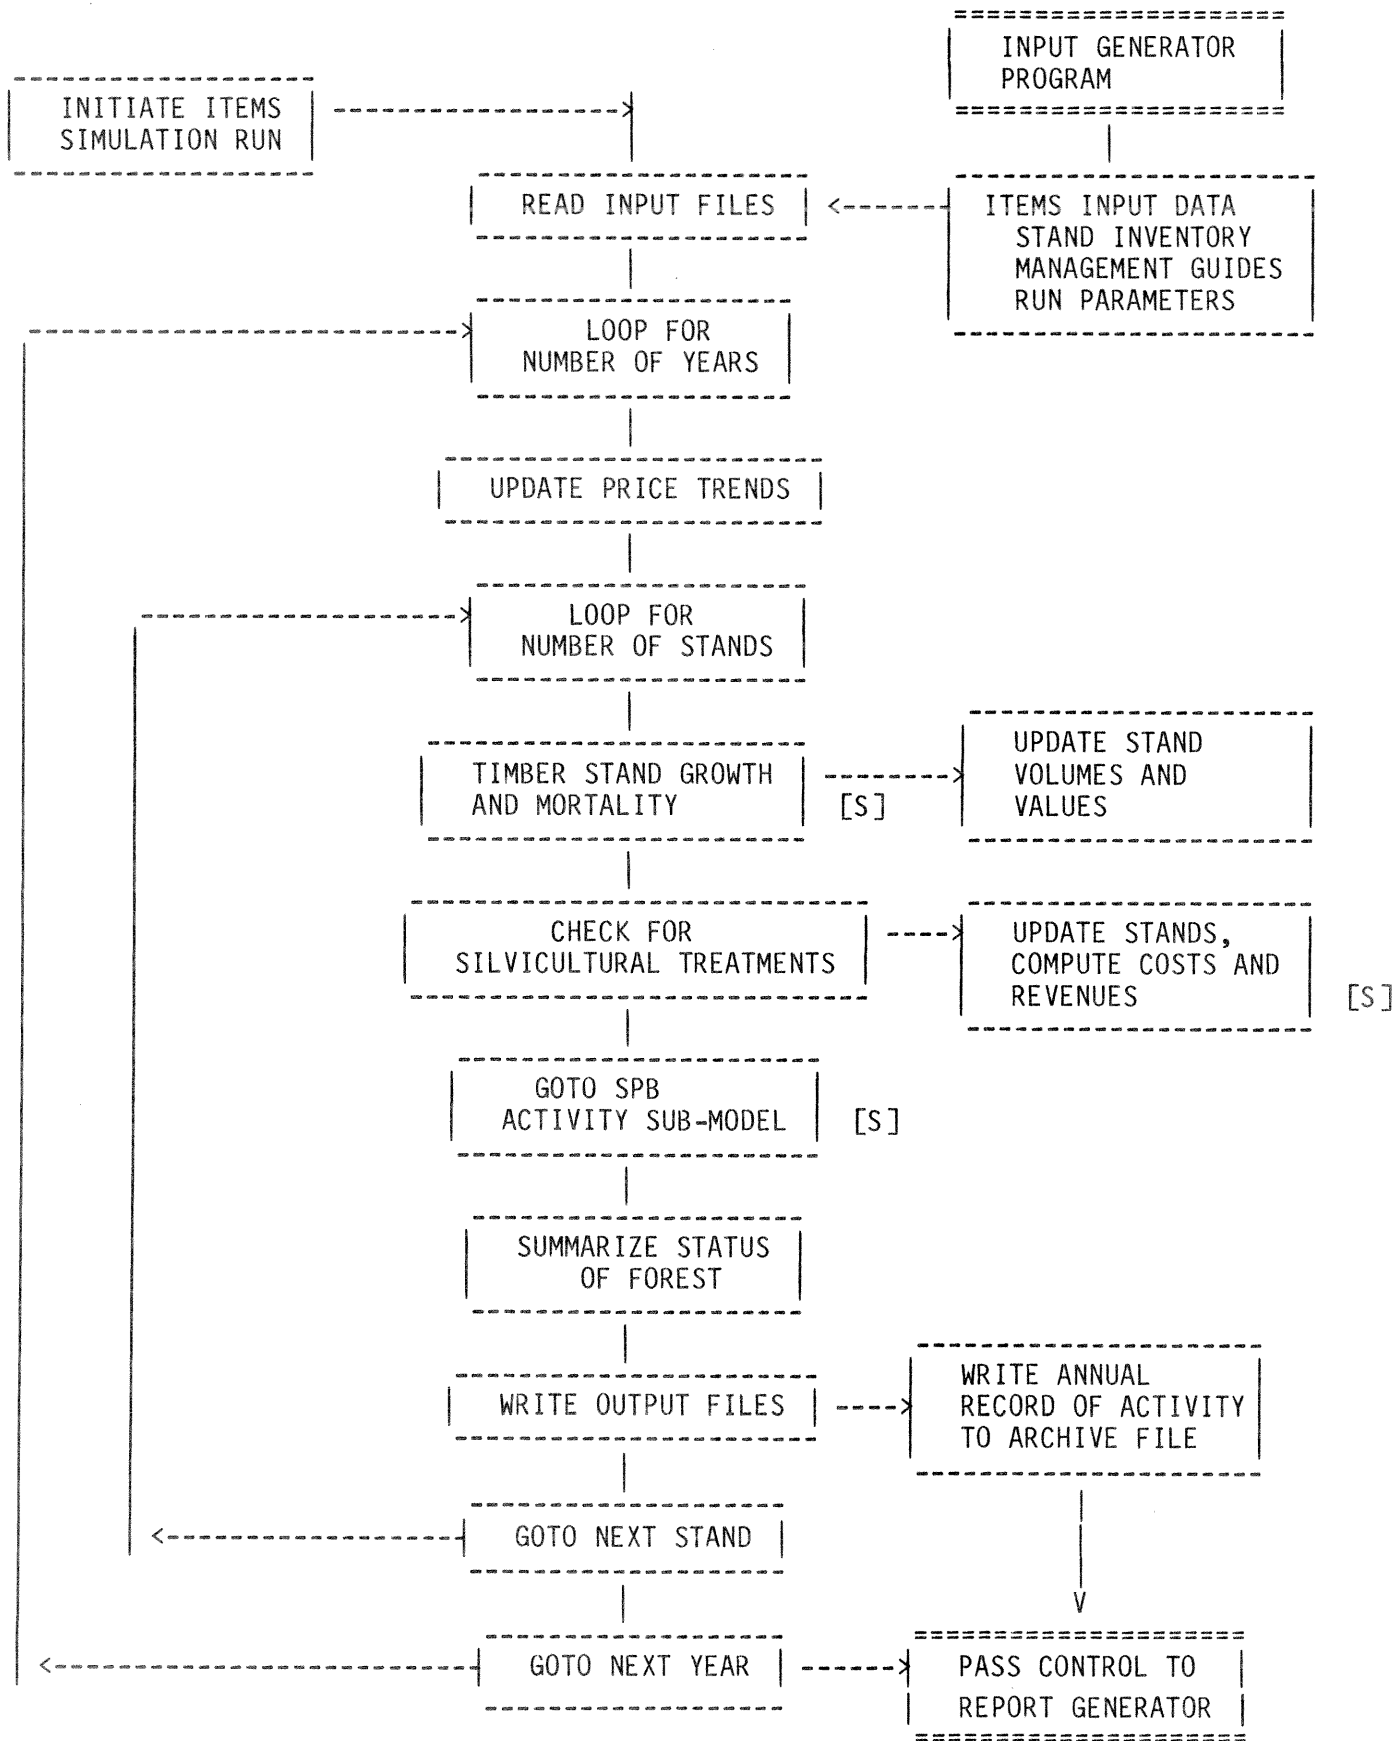 INPUT GENERATOR
PROGRAM
INITIATE ITEMS
SIMULATION RUN
READ INPUT FILES
ITEMS INPUT DATA
STAND INVENTORY
MANAGEMENT GUIDES
RUN PARAMETERS
LOOP FOR
NUMBER OF YEARS
UPDATE PRICE TRENDS
LOOP FOR
NUMBER OF STANDS
TIMBER STAND GROWTH
AND MORTALITY
[S]
UPDATE STAND
VOLUMES AND
VALUES
CHECK FOR
SILVICULTURAL TREATMENTS
UPDATE STANDS,
COMPUTE COSTS AND
REVENUES
[S]
GOTO SPB
ACTIVITY SUB-MODEL
[S]
SUMMARIZE STATUS
OF FOREST
WRITE OUTPUT FILES
WRITE ANNUAL
RECORD OF ACTIVITY
TO ARCHIVE FILE
GOTO NEXT STAND
GOTO NEXT YEAR
PASS CONTROL TO
REPORT GENERATOR